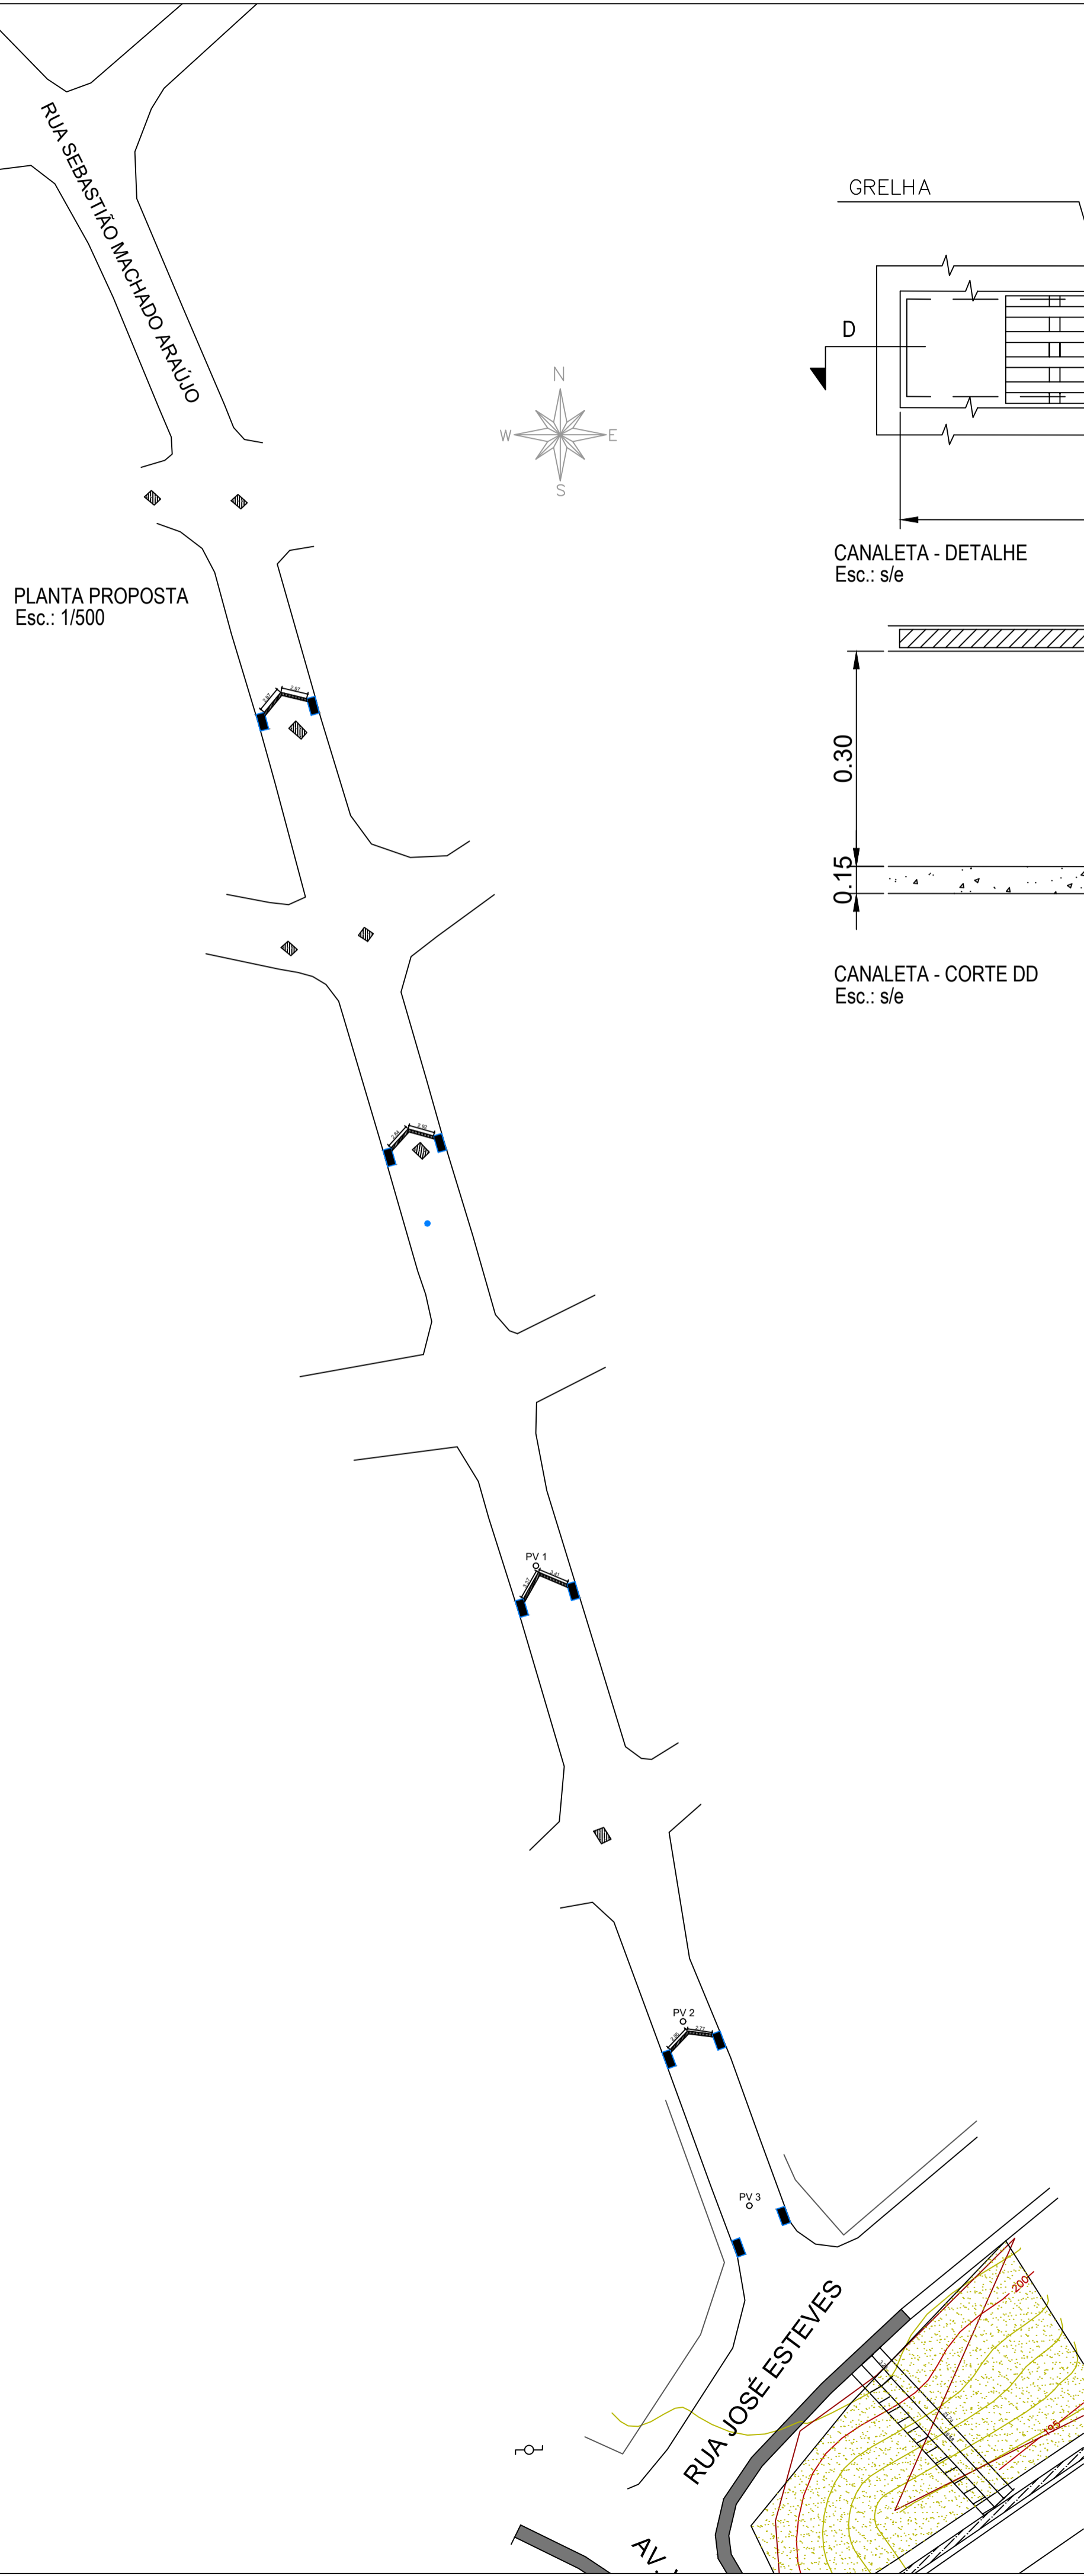 RUA SEBASTIÃO MACHADO ARAÚJO
GRELHA
D
N
W
E
S
CANALETA - DETALHE
Esc.: s/e
PLANTA PROPOSTA
Esc.: 1/500
0.30
0.15
CANALETA - CORTE DD
Esc.: s/e
PV 1
PV 2
PV 3
200
RUA JOSÉ ESTEVES
195
AV.